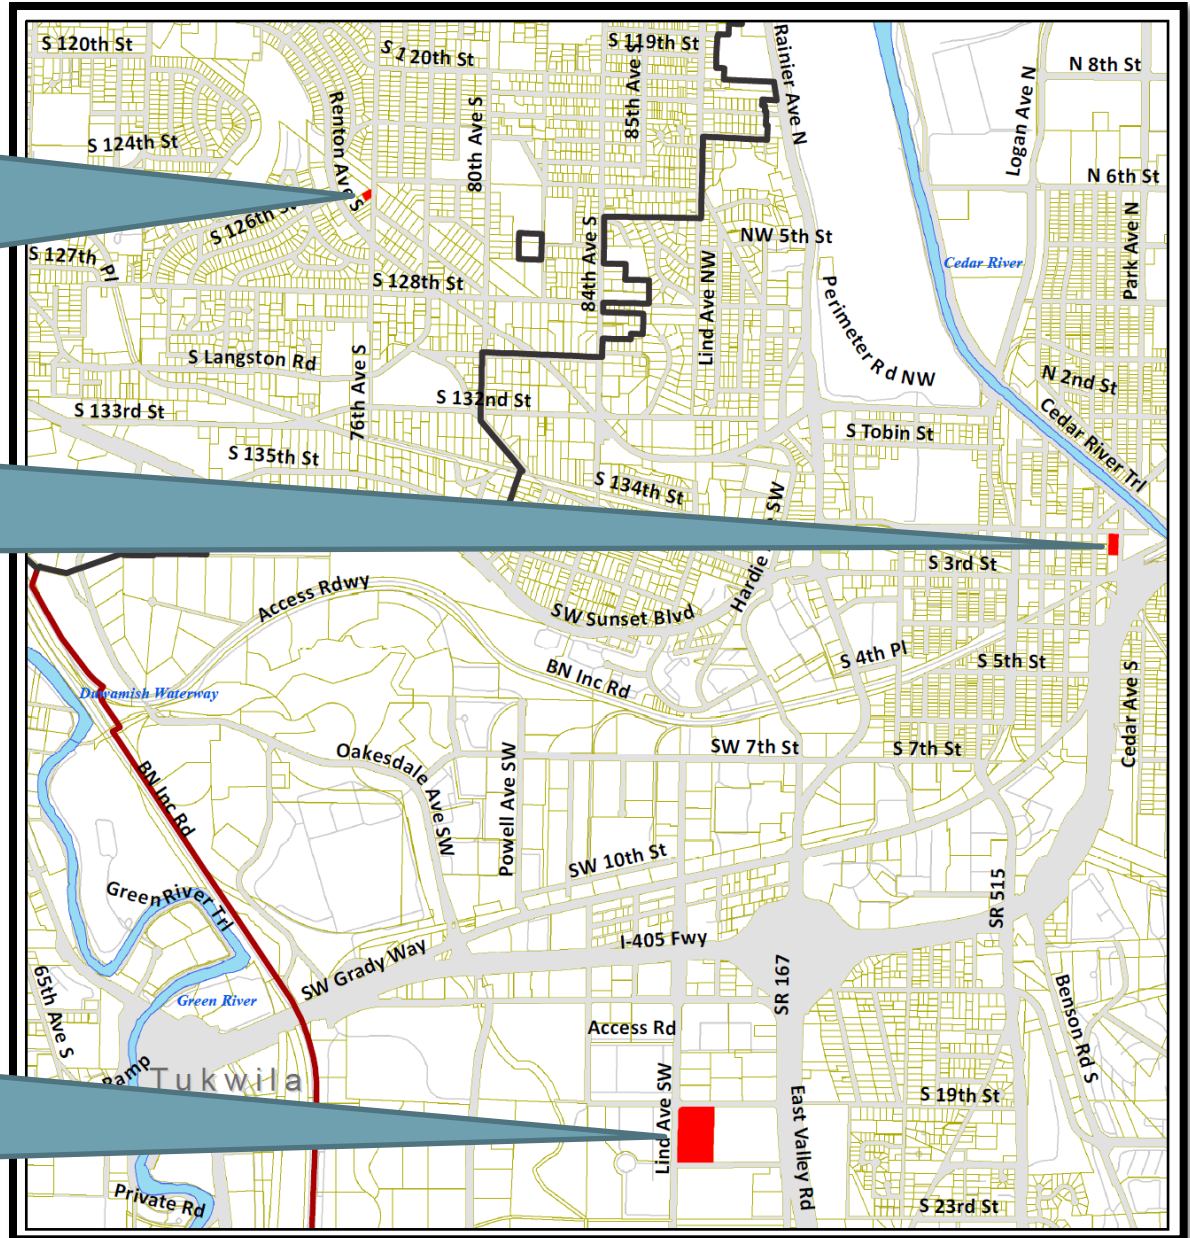 S 120th St
S 120th St
S 119th St
Rainier Ave N
N 8th St
Logan Ave N
85th Ave S
Renton Ave S
80th Ave S
S 124th St
N 6th St
S 126th St
Park Ave N
NW 5th St
S 127th Pl
Cedar River
S 128th St
84th Ave S
Lind Ave NW
Perimeter Rd NW
S Langston Rd
76th Ave S
N 2nd St
S 132nd St
S 133rd St
Cedar River Trl
S Tobin St
S 135th St
S 134th St
SW
Hardie
S 3rd St
Access Rdwy
SW Sunset Blvd
S 4th Pl
S 5th St
BN Inc Rd
Duwamish Waterway
Cedar Ave S
SW 7th St
S 7th St
Oakesdale Ave SW
Powell Ave SW
BN Inc Rd
SW 10th St
Green River Trl
SR 515
I-405 Fwy
SW Grady Way
SR 167
65th Ave S
Green River
Benson Rd S
Access Rd
Ramp
Tukwila
Lind Ave SW
East Valley Rd
S 19th St
Private Rd
S 23rd St